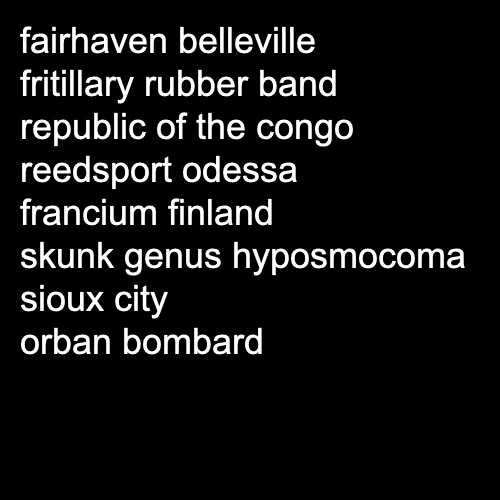 fairhaven belleville
fritillary rubber band
republic of the congo
reedsport odessa
francium finland
skunk genus hyposmocoma
sioux city
orban bombard